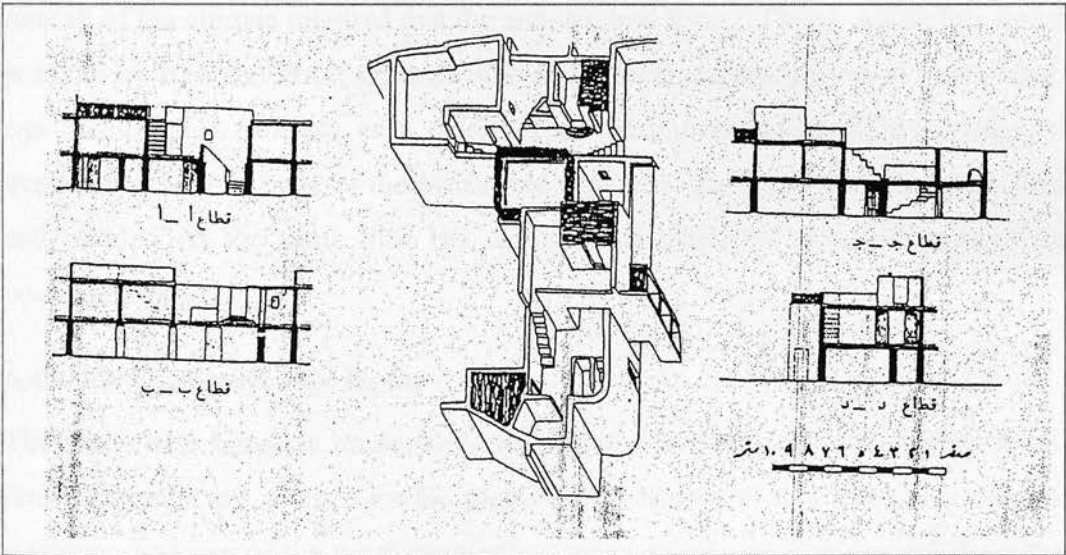 قطاع أ _ أ
قطاع ب _ ب
قطاع جـ _ جـ
قطاع د _ د
صفر ١ ٢ ٣ ٤ ٥ ٦ ٧ ٨ ٩ ١٠ متر